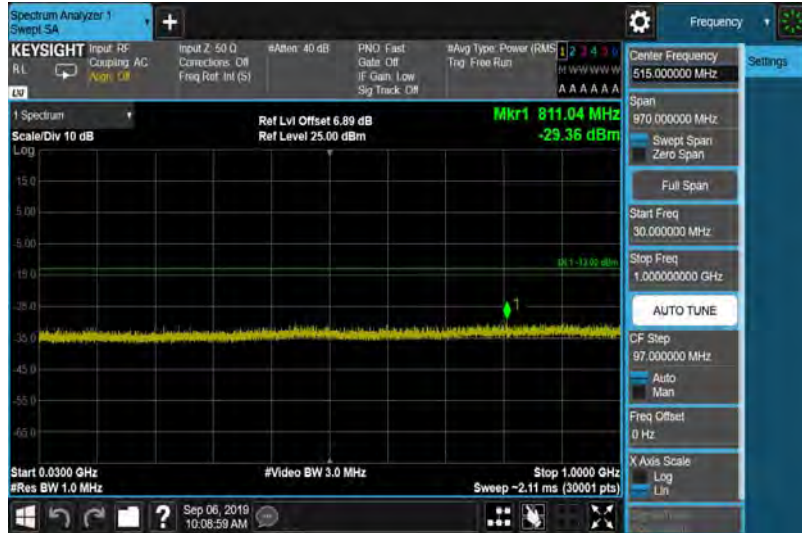 Spectrum Analyzer 1
Swept SA
Frequency
Settings
KEYSIGHT
RL
Input: RF
Coupling: AC
Align: Off
Input Z: 50 Ω
Corrections: Off
Freq Ref: Int (S)
#Atten: 40 dB
PNO: Fast
Gate: Off
IF Gain: Low
Sig Track: Off
#Avg Type: Power (RMS
Trig: Free Run
1 2 3 4 5 6
M W W W W W
A A A A A A
LXI
1 Spectrum
Scale/Div 10 dB
Log
Ref Lvl Offset 6.89 dB
Ref Level 25.00 dBm
Mkr1 811.04 MHz
-29.36 dBm
15.0
5.00
-5.00
-15.0
-25.0
-35.0
-45.0
-55.0
-65.0
DL1 -13.00 dBm
1
Start 0.0300 GHz
#Res BW 1.0 MHz
#Video BW 3.0 MHz
Stop 1.0000 GHz
Sweep ~2.11 ms (30001 pts)
Center Frequency
515.000000 MHz
Span
970.000000 MHz
Swept Span
Zero Span
Full Span
Start Freq
30.000000 MHz
Stop Freq
1.000000000 GHz
AUTO TUNE
CF Step
97.000000 MHz
Auto
Man
Freq Offset
0 Hz
X Axis Scale
Log
Lin
?
Sep 06, 2019
10:08:59 AM